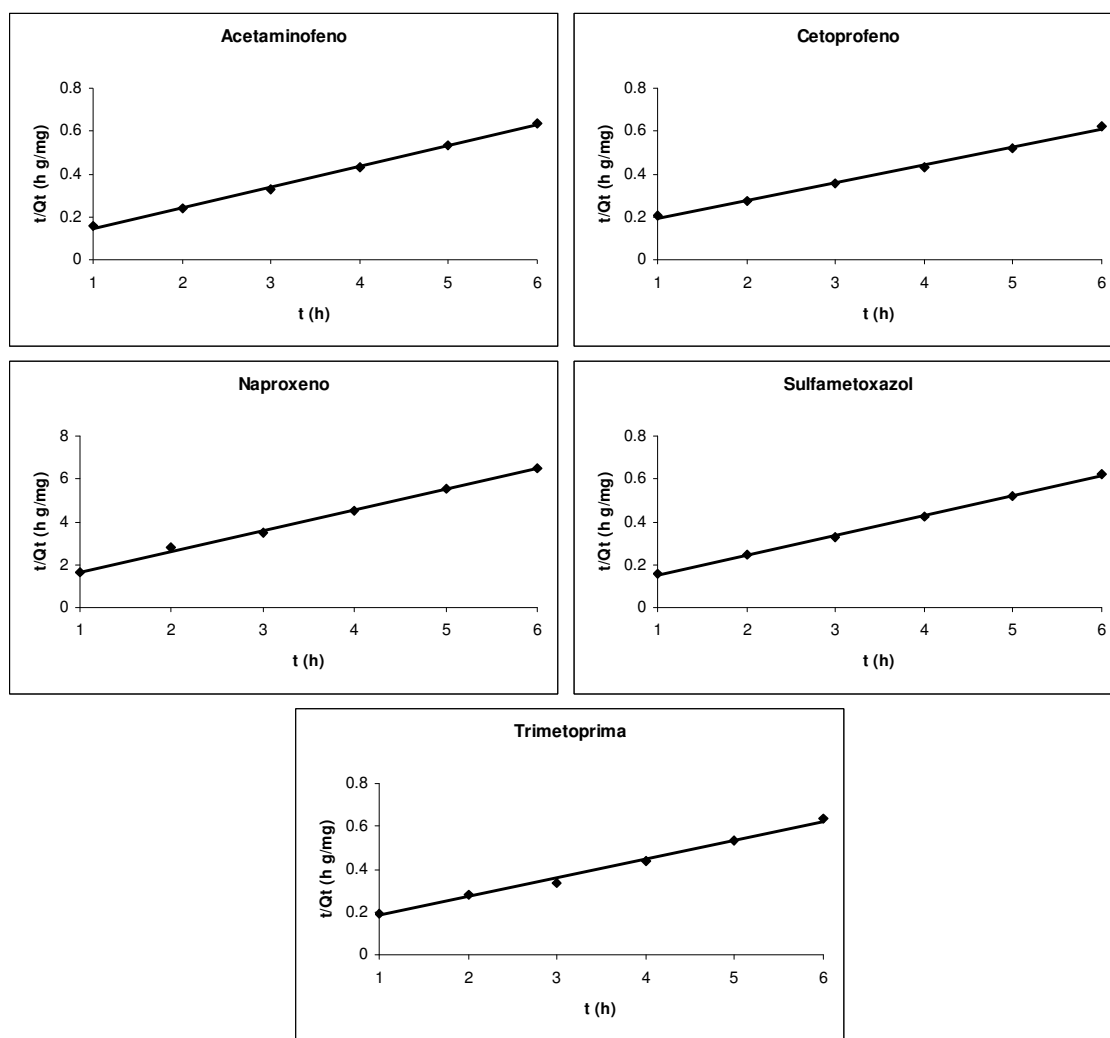 Acetaminofeno
0.8
0.6
0.4
0.2
0
t/Qt (h g/mg)
1 2 3 4 5 6
t (h)
Cetoprofeno
0.8
0.6
0.4
0.2
0
t/Qt (h g/mg)
1 2 3 4 5 6
t (h)
Naproxeno
8
6
4
2
0
t/Qt (h g/mg)
1 2 3 4 5 6
t (h)
Sulfametoxazol
0.8
0.6
0.4
0.2
0
t/Qt (h g/mg)
1 2 3 4 5 6
t (h)
Trimetoprima
0.8
0.6
0.4
0.2
0
t/Qt (h g/mg)
1 2 3 4 5 6
t (h)